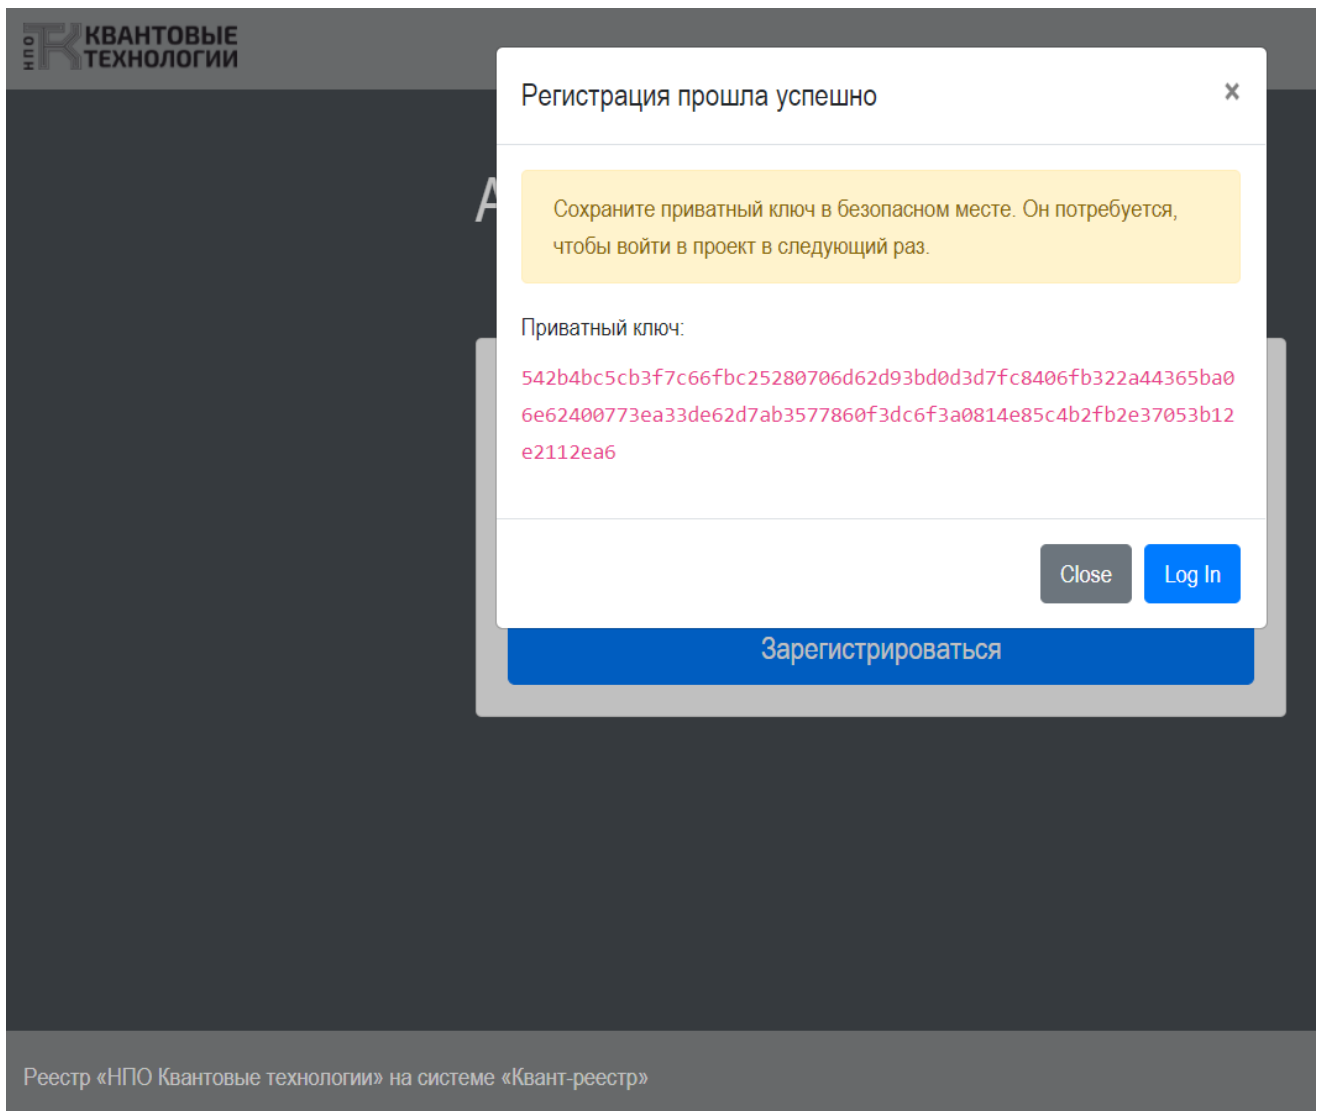 НПО
КВАНТОВЫЕ
ТЕХНОЛОГИИ
Регистрация прошла успешно
×
А
Сохраните приватный ключ в безопасном месте. Он потребуется,
чтобы войти в проект в следующий раз.
Приватный ключ:
542b4bc5cb3f7c66fbc25280706d62d93bd0d3d7fc8406fb322a44365ba0
6e62400773ea33de62d7ab3577860f3dc6f3a0814e85c4b2fb2e37053b12
e2112ea6
Close
Log In
Зарегистрироваться
Реестр «НПО Квантовые технологии» на системе «Квант-реестр»